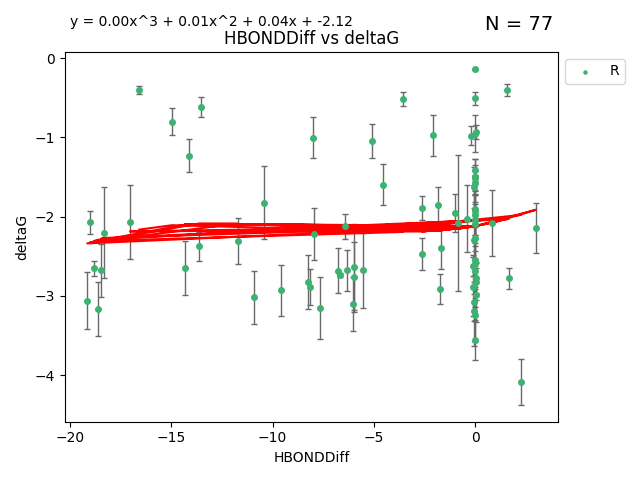 y = 0.00x^3 + 0.01x^2 + 0.04x + -2.12
N = 77
HBONDDiff vs deltaG
R
0
−1
−2
−3
−4
deltaG
−20 −15 −10 −5 0
HBONDDiff